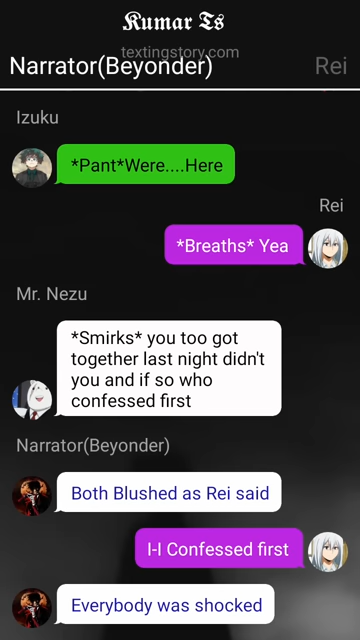 𝕶𝖚𝖒𝖆𝖗 𝕿𝖘
textingstory.com
Narrator(Beyonder)
Rei
Izuku
*Pant*Were....Here
Rei
*Breaths* Yea
Mr. Nezu
*Smirks* you too got
together last night didn't
you and if so who
confessed first
Narrator(Beyonder)
Both Blushed as Rei said
I-I Confessed first
Everybody was shocked